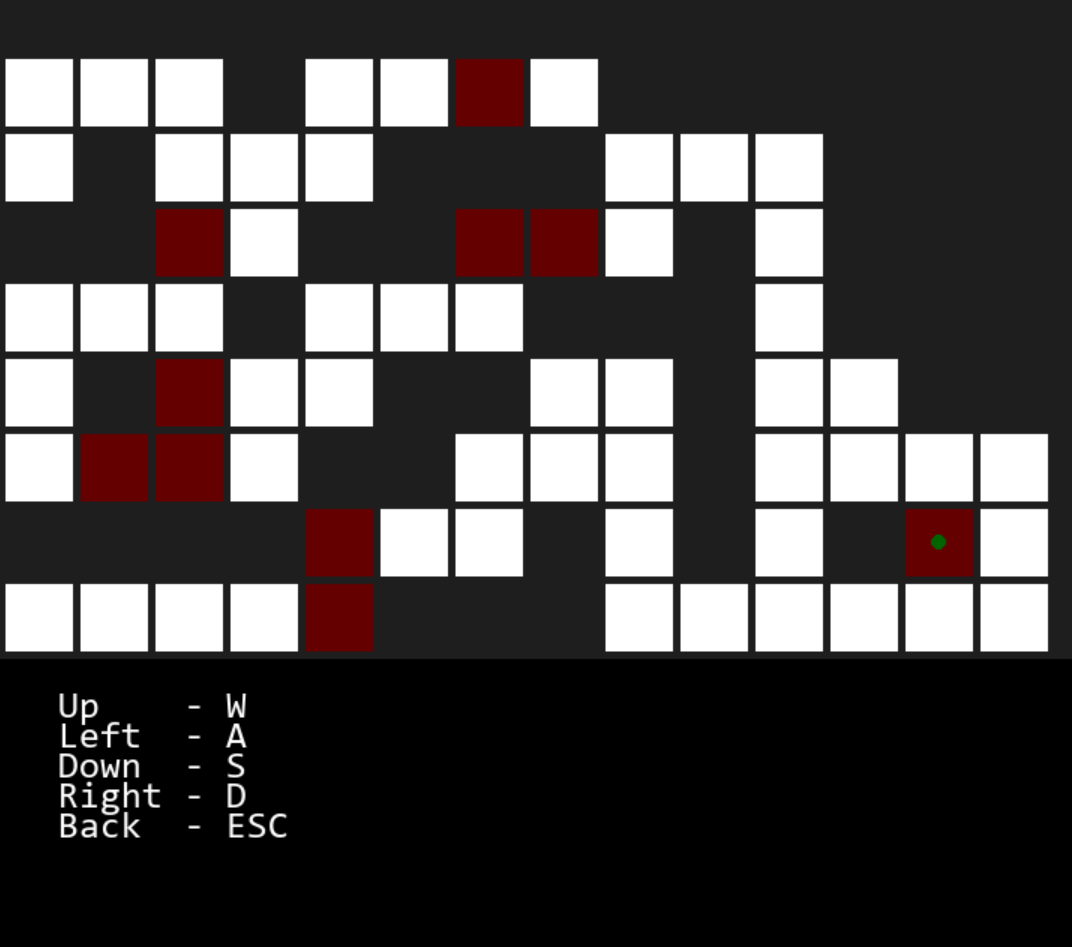 Up - W
Left - A
Down - S
Right - D
Back - ESC